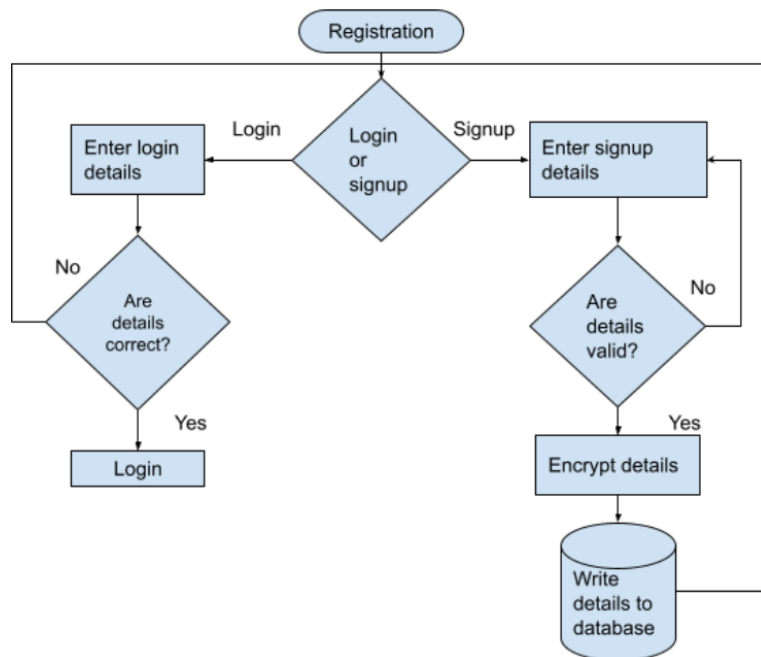 Registration
Login
or
signup
Login
Signup
Enter login
details
Enter signup
details
No
Are
details
correct?
Yes
Login
Are
details
valid?
No
Yes
Encrypt details
Write
details to
database